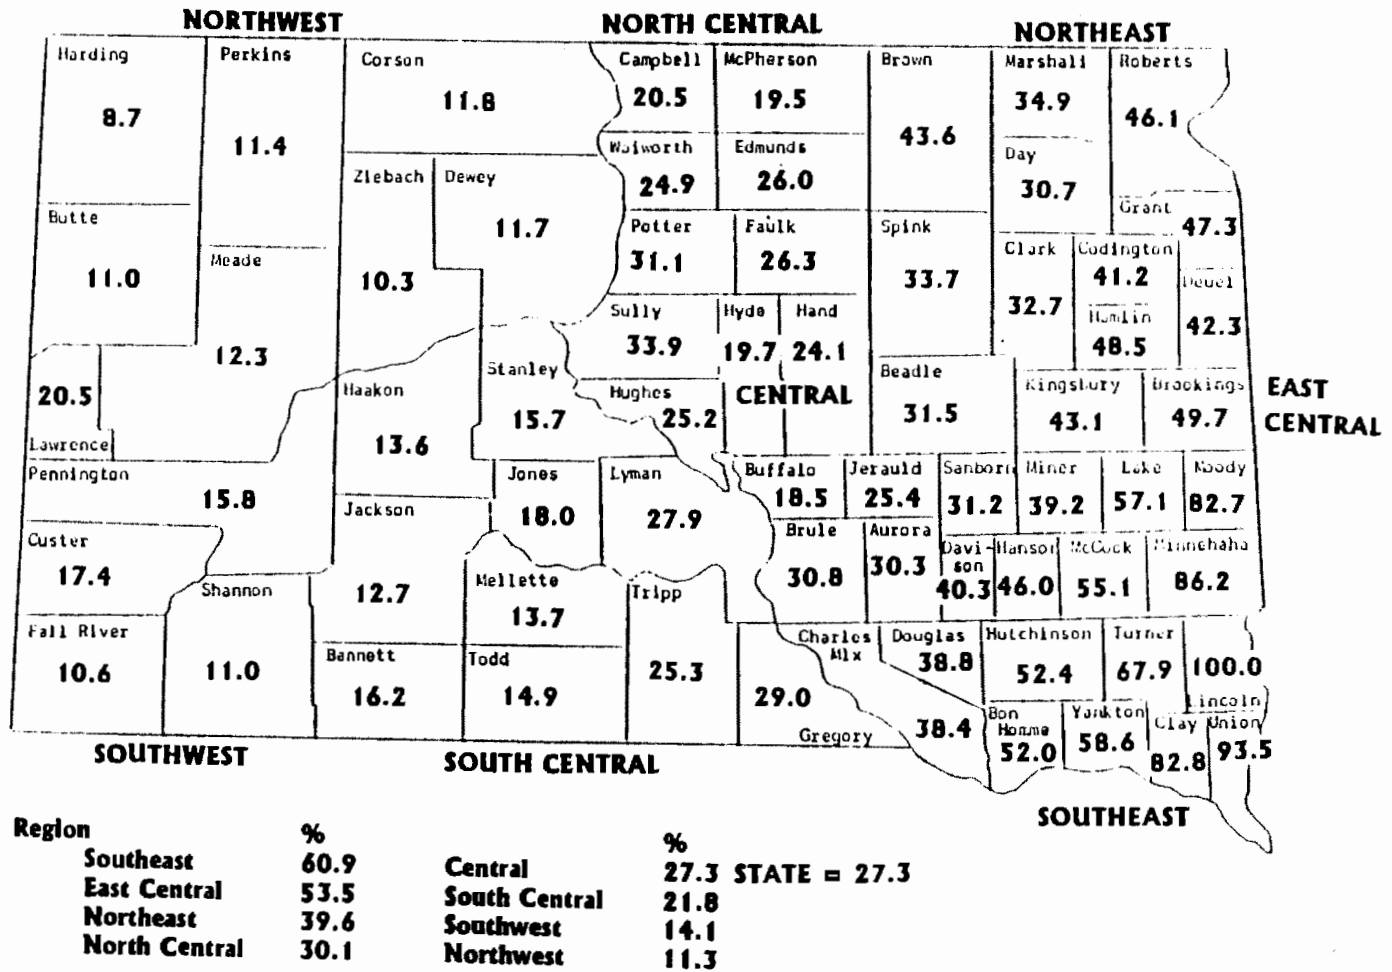 NORTHWEST NORTH CENTRAL NORTHEAST
Harding Perkins Corson Campbell McPherson Brown Marshall Roberts
8.7 11.4 11.8 20.5 19.5 43.6 34.9 46.1
Ziebach Dewey Walworth Edmunds Day
10.3 11.7 24.9 26.0 30.7
Butte Meade Potter Faulk Spink Clark Codington Grant
11.0 12.3 31.1 26.3 33.7 32.7 41.2 47.3
Sully Hyde Hand Hamlin Deuel
33.9 19.7 24.1 48.5 42.3
Lawrence Haakon Stanley Hughes CENTRAL Beadle Kingsbury Brookings EAST
20.5 13.6 15.7 25.2 31.5 43.1 49.7 CENTRAL
Pennington Jones Lyman Buffalo Jerauld Sanborn Miner Lake Moody
15.8 18.0 27.9 18.5 25.4 31.2 39.2 57.1 82.7
Custer Jackson Brule Aurora Davi-
son Hanson McCook Minnehaha
17.4 12.7 30.8 30.3 40.3 46.0 55.1 86.2
Shannon Mellette Tripp
11.0 13.7 25.3
Fall River Bennett Todd Gregory Charles
Mix Douglas Hutchinson Turner Lincoln
10.6 16.2 14.9 29.0 38.4 38.8 52.4 67.9 100.0
Bon
Homme Yankton Clay Union
52.0 58.6 82.8 93.5
SOUTHWEST SOUTH CENTRAL SOUTHEAST
Region % %
Southeast 60.9 Central 27.3 STATE = 27.3
East Central 53.5 South Central 21.8
Northeast 39.6 Southwest 14.1
North Central 30.1 Northwest 11.3